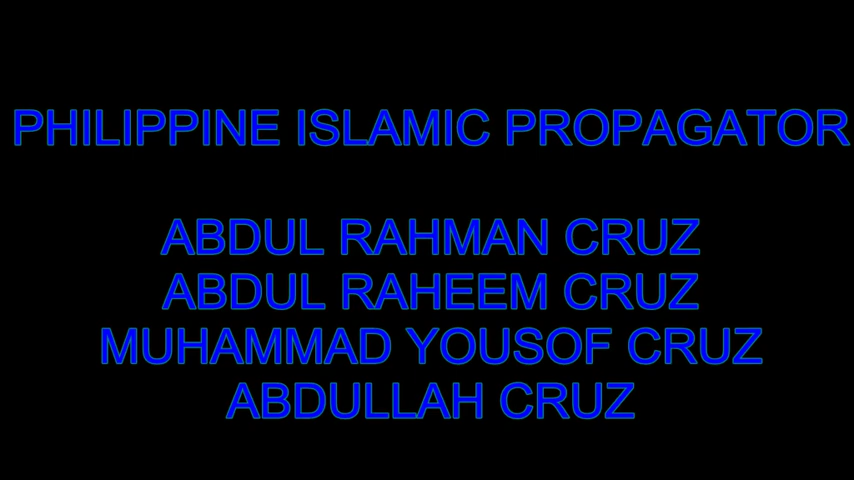 PHILIPPINE ISLAMIC PROPAGATOR
ABDUL RAHMAN CRUZ
ABDUL RAHEEM CRUZ
MUHAMMAD YOUSOF CRUZ
ABDULLAH CRUZ